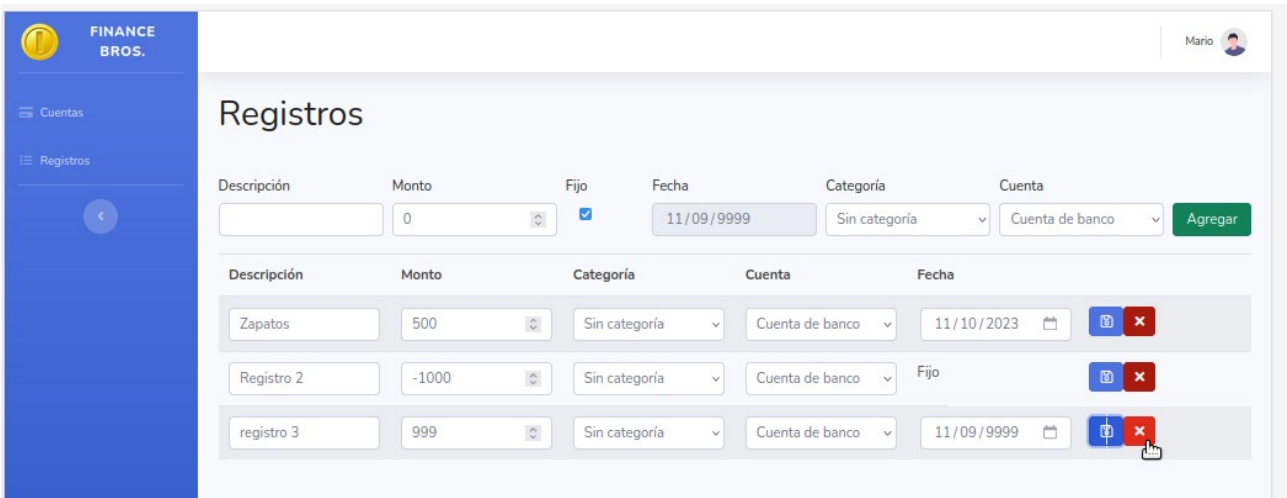 FINANCE
BROS.
Mario
Cuentas
Registros
Registros
Descripción Monto Fijo Fecha Categoría Cuenta
0 11/09/9999 Sin categoría Cuenta de banco Agregar
Descripción Monto Categoría Cuenta Fecha
Zapatos 500 Sin categoría Cuenta de banco 11/10/2023
Registro 2 -1000 Sin categoría Cuenta de banco Fijo
registro 3 999 Sin categoría Cuenta de banco 11/09/9999